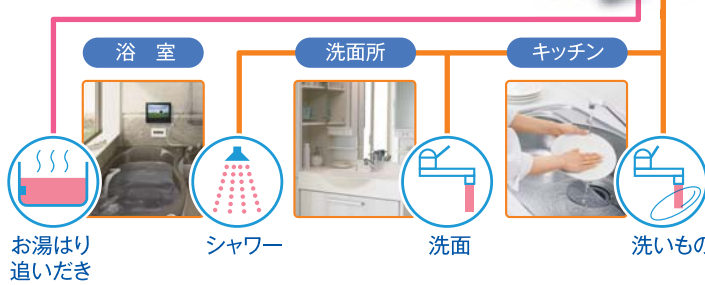 浴 室
洗面所
キッチン
お湯はり
追いだき
シャワー
洗面
洗いもの